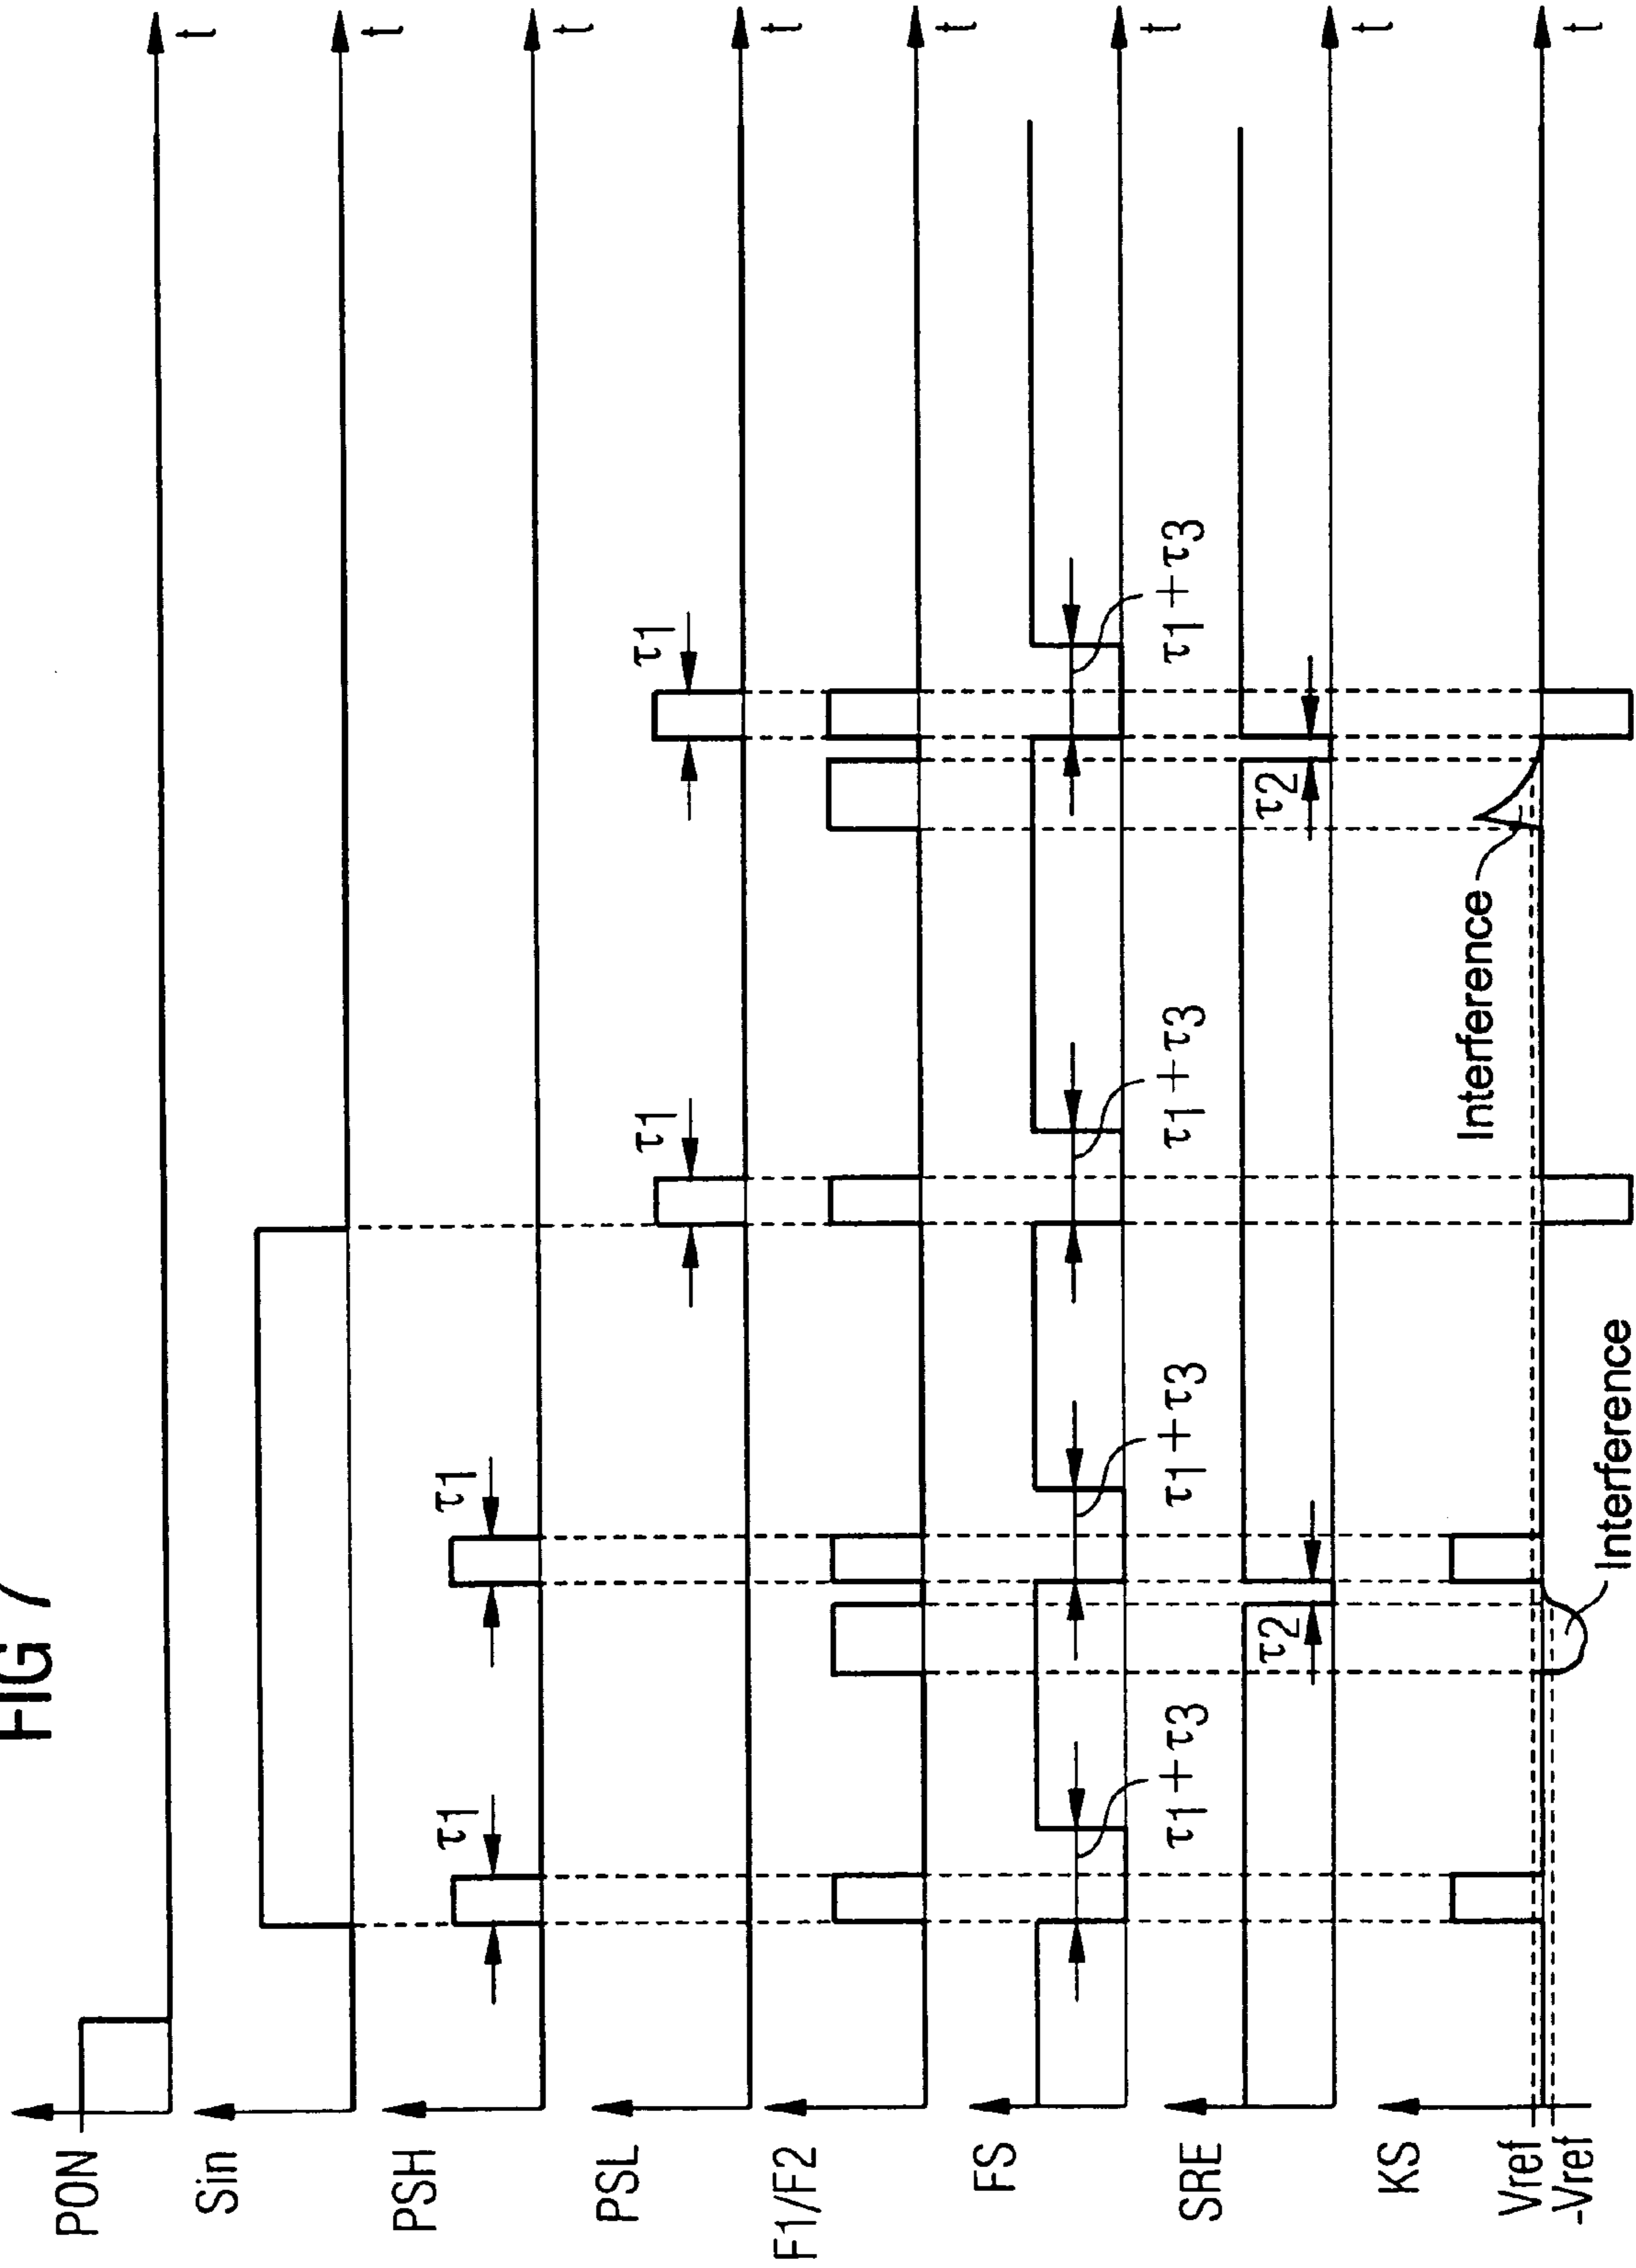 FIG 7
PON
t
Sin
t
PSH
τ1
τ1
t
PSL
τ1
τ1
t
F1/F2
t
FS
τ1+τ3
τ1+τ3
τ1+τ3
τ1+τ3
t
SRE
τ2
τ2
t
KS
Vref
-Vref
Interference
Interference
t